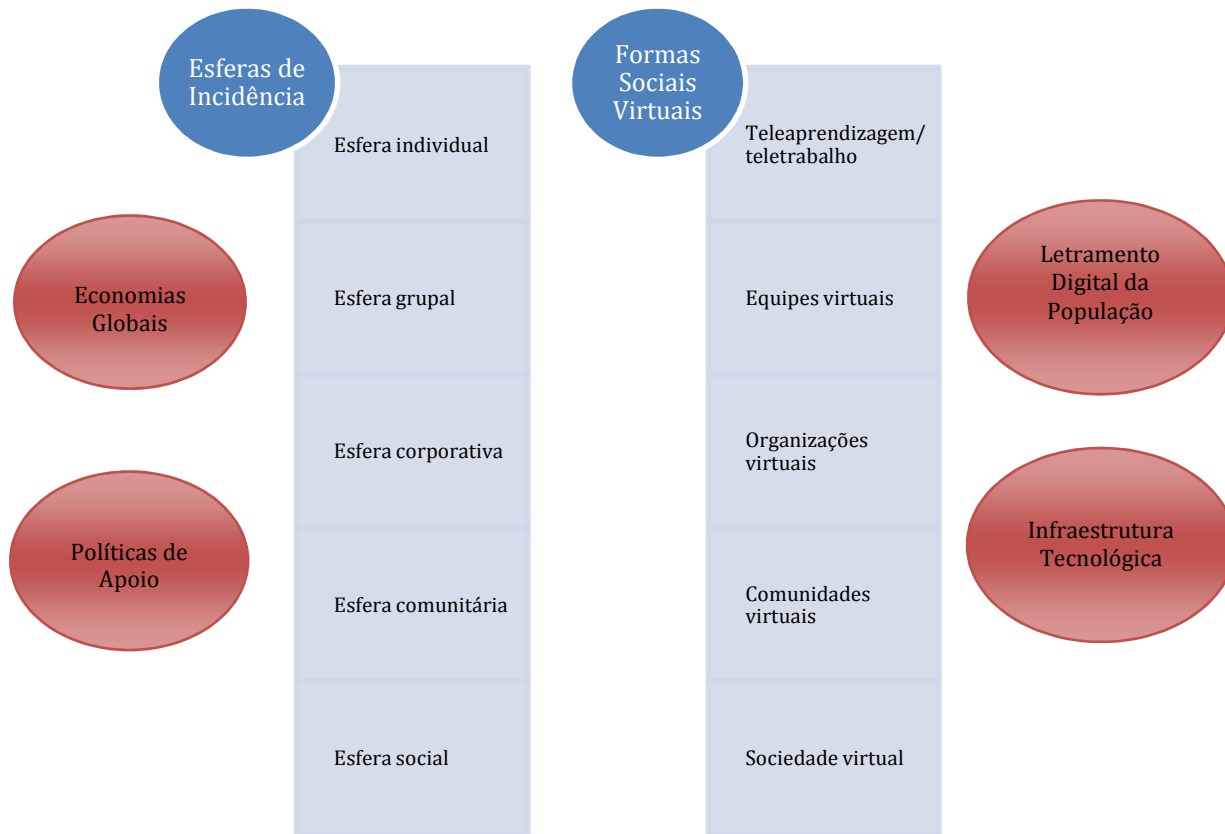 Esferas de
Incidência
Formas
Sociais
Virtuais
Esfera individual
Teleaprendizagem/
teletrabalho
Economias
Globais
Esfera grupal
Equipes virtuais
Letramento
Digital da
População
Esfera corporativa
Organizações
virtuais
Políticas de
Apoio
Esfera comunitária
Comunidades
virtuais
Infraestrutura
Tecnológica
Esfera social
Sociedade virtual